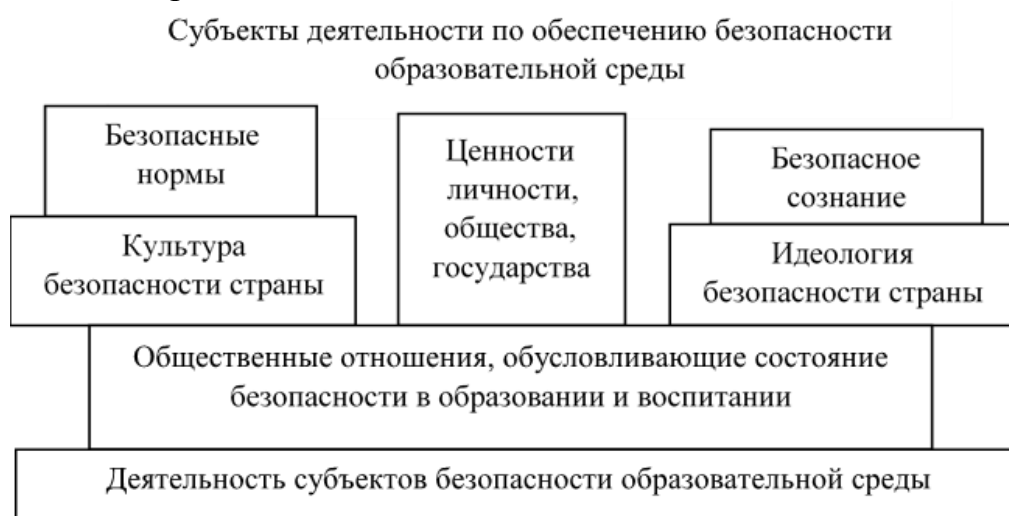 Субъекты деятельности по обеспечению безопасности
образовательной среды
Безопасные
нормы
Культура
безопасности страны
Ценности
личности,
общества,
государства
Безопасное
сознание
Идеология
безопасности страны
Общественные отношения, обусловливающие состояние
безопасности в образовании и воспитании
Деятельность субъектов безопасности образовательной среды